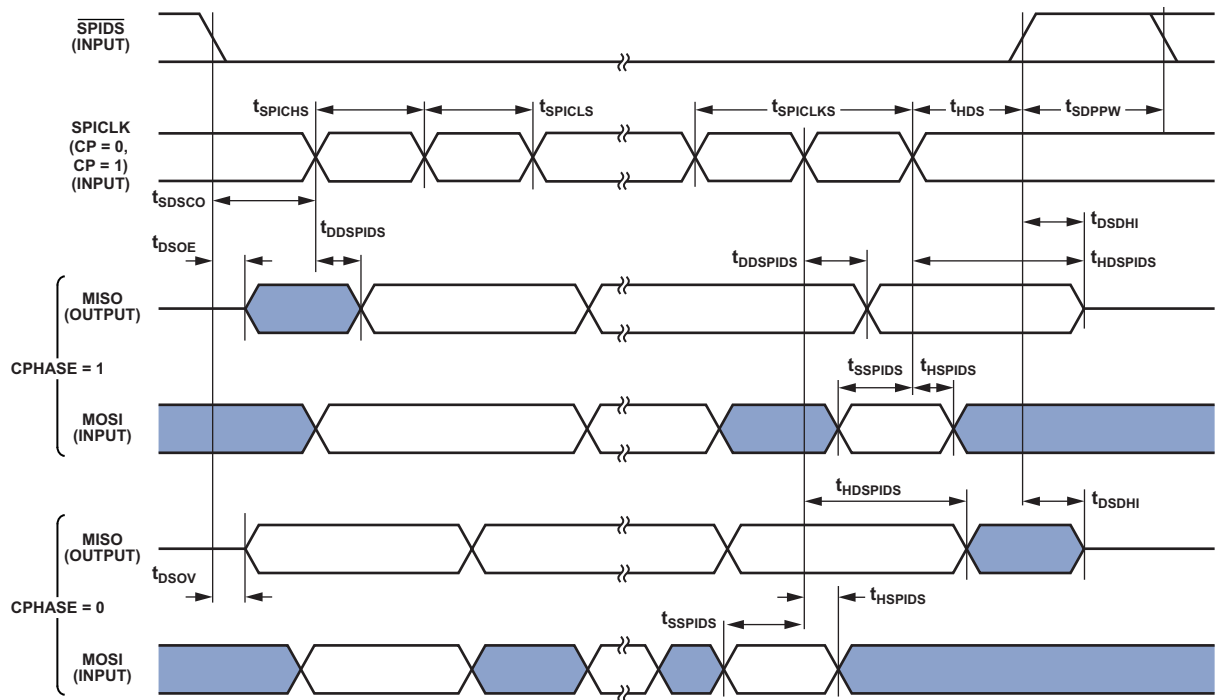 SPIDS
(INPUT)
tSPICHS
tSPICLS
tSPICLKS
tHDS
tSDPPW
SPICLK
(CP = 0,
CP = 1)
(INPUT)
tSDSCO
tDSOE
tDDSPIDS
tDDSPIDS
tDSDHI
tHDSPIDS
MISO
(OUTPUT)
CPHASE = 1
tSSPIDS
tHSPIDS
MOSI
(INPUT)
tHDSPIDS
tDSDHI
MISO
(OUTPUT)
tDSOV
CPHASE = 0
tHSPIDS
tSSPIDS
MOSI
(INPUT)